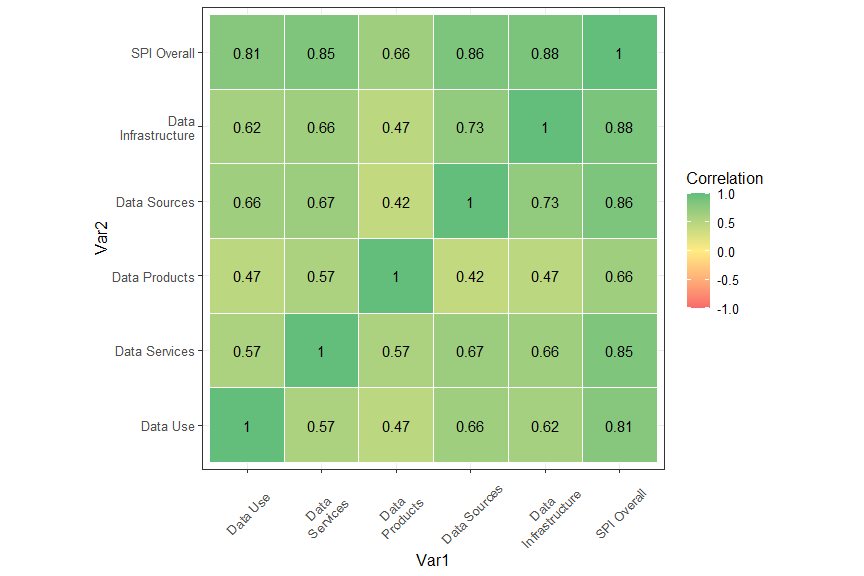 SPI Overall
0.81 0.85 0.66 0.86 0.88 1
Data
Infrastructure
0.62 0.66 0.47 0.73 1 0.88
Data Sources
0.66 0.67 0.42 1 0.73 0.86
Data Products
0.47 0.57 1 0.42 0.47 0.66
Data Services
0.57 1 0.57 0.67 0.66 0.85
Data Use
1 0.57 0.47 0.66 0.62 0.81
Var2
Data Use
Data
Services
Data
Products
Data Sources
Data
Infrastructure
SPI Overall
Var1
Correlation
1.0
0.5
0.0
-0.5
-1.0